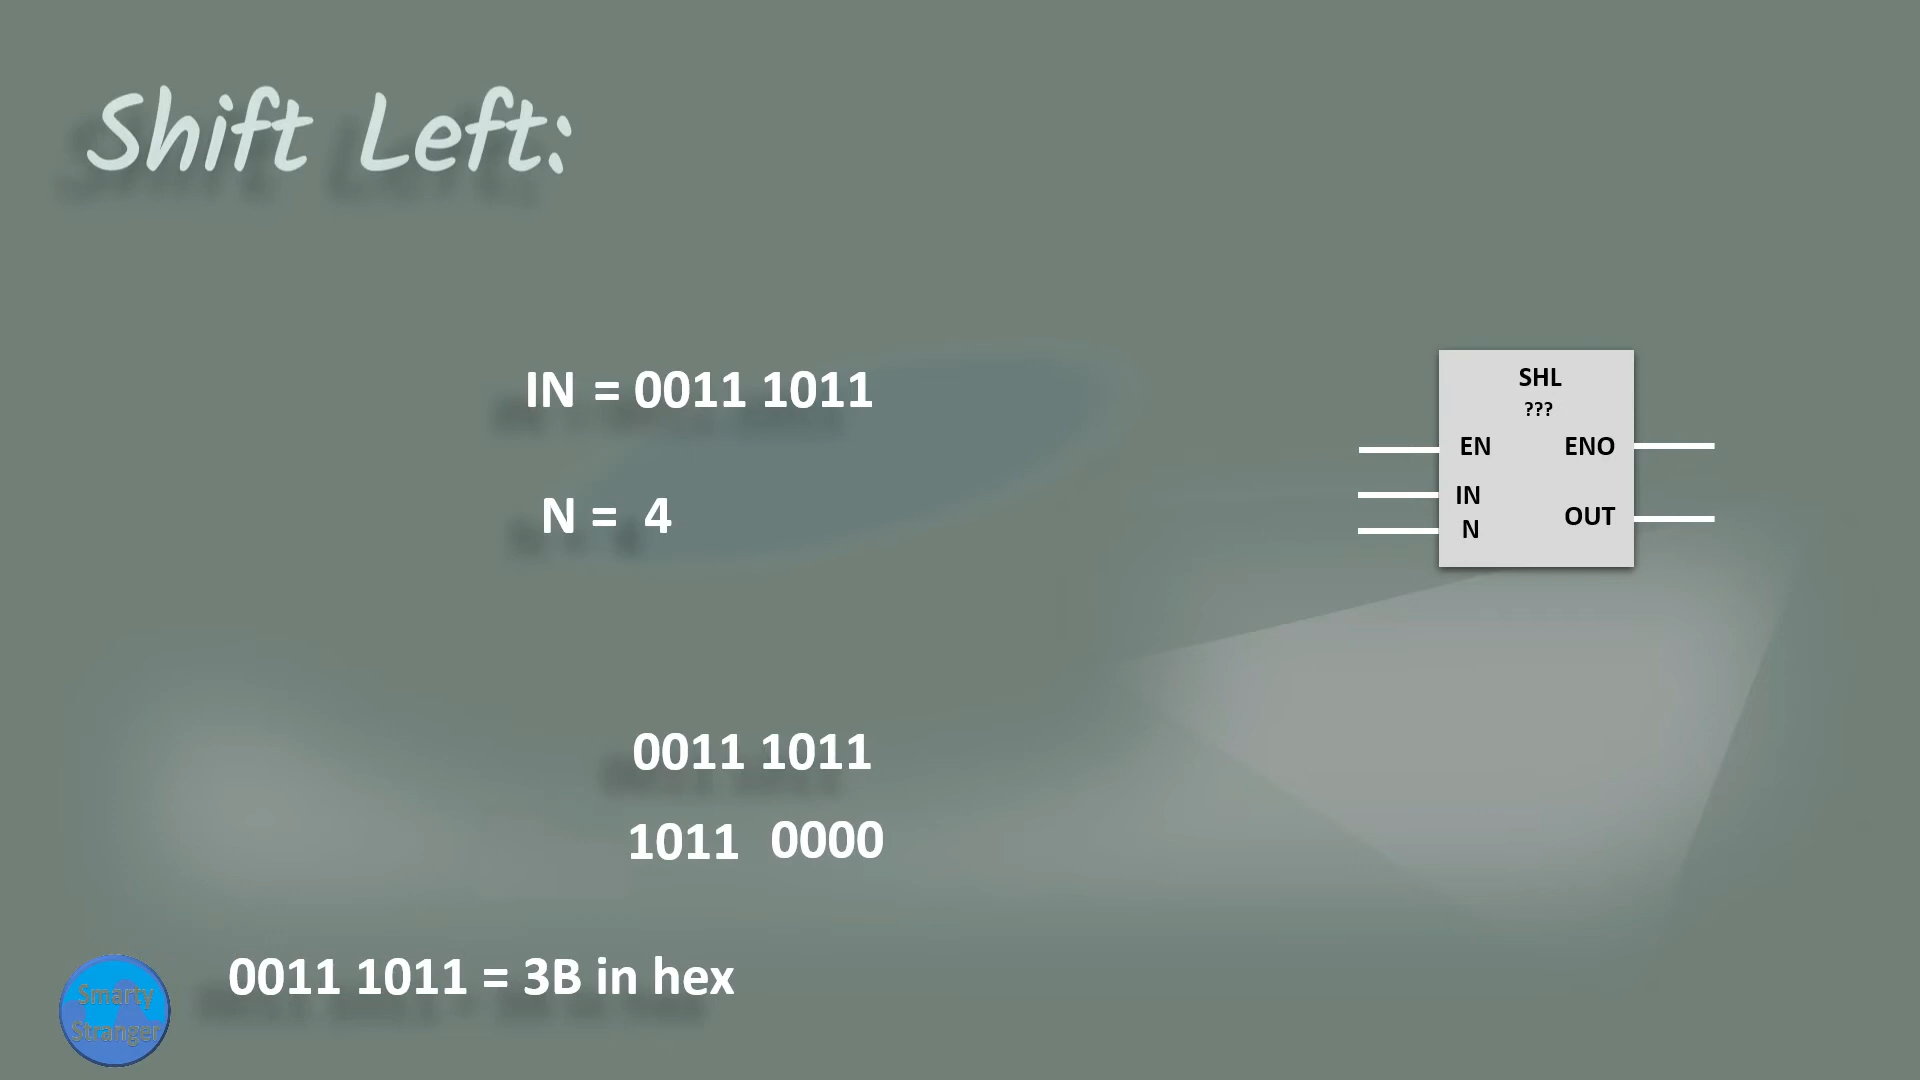 Shift Left:
IN = 0011 1011
N = 4
SHL
???
EN ENO
IN
OUT
N
0011 1011
1011 0000
0011 1011 = 3B in hex
Smarty
Stranger